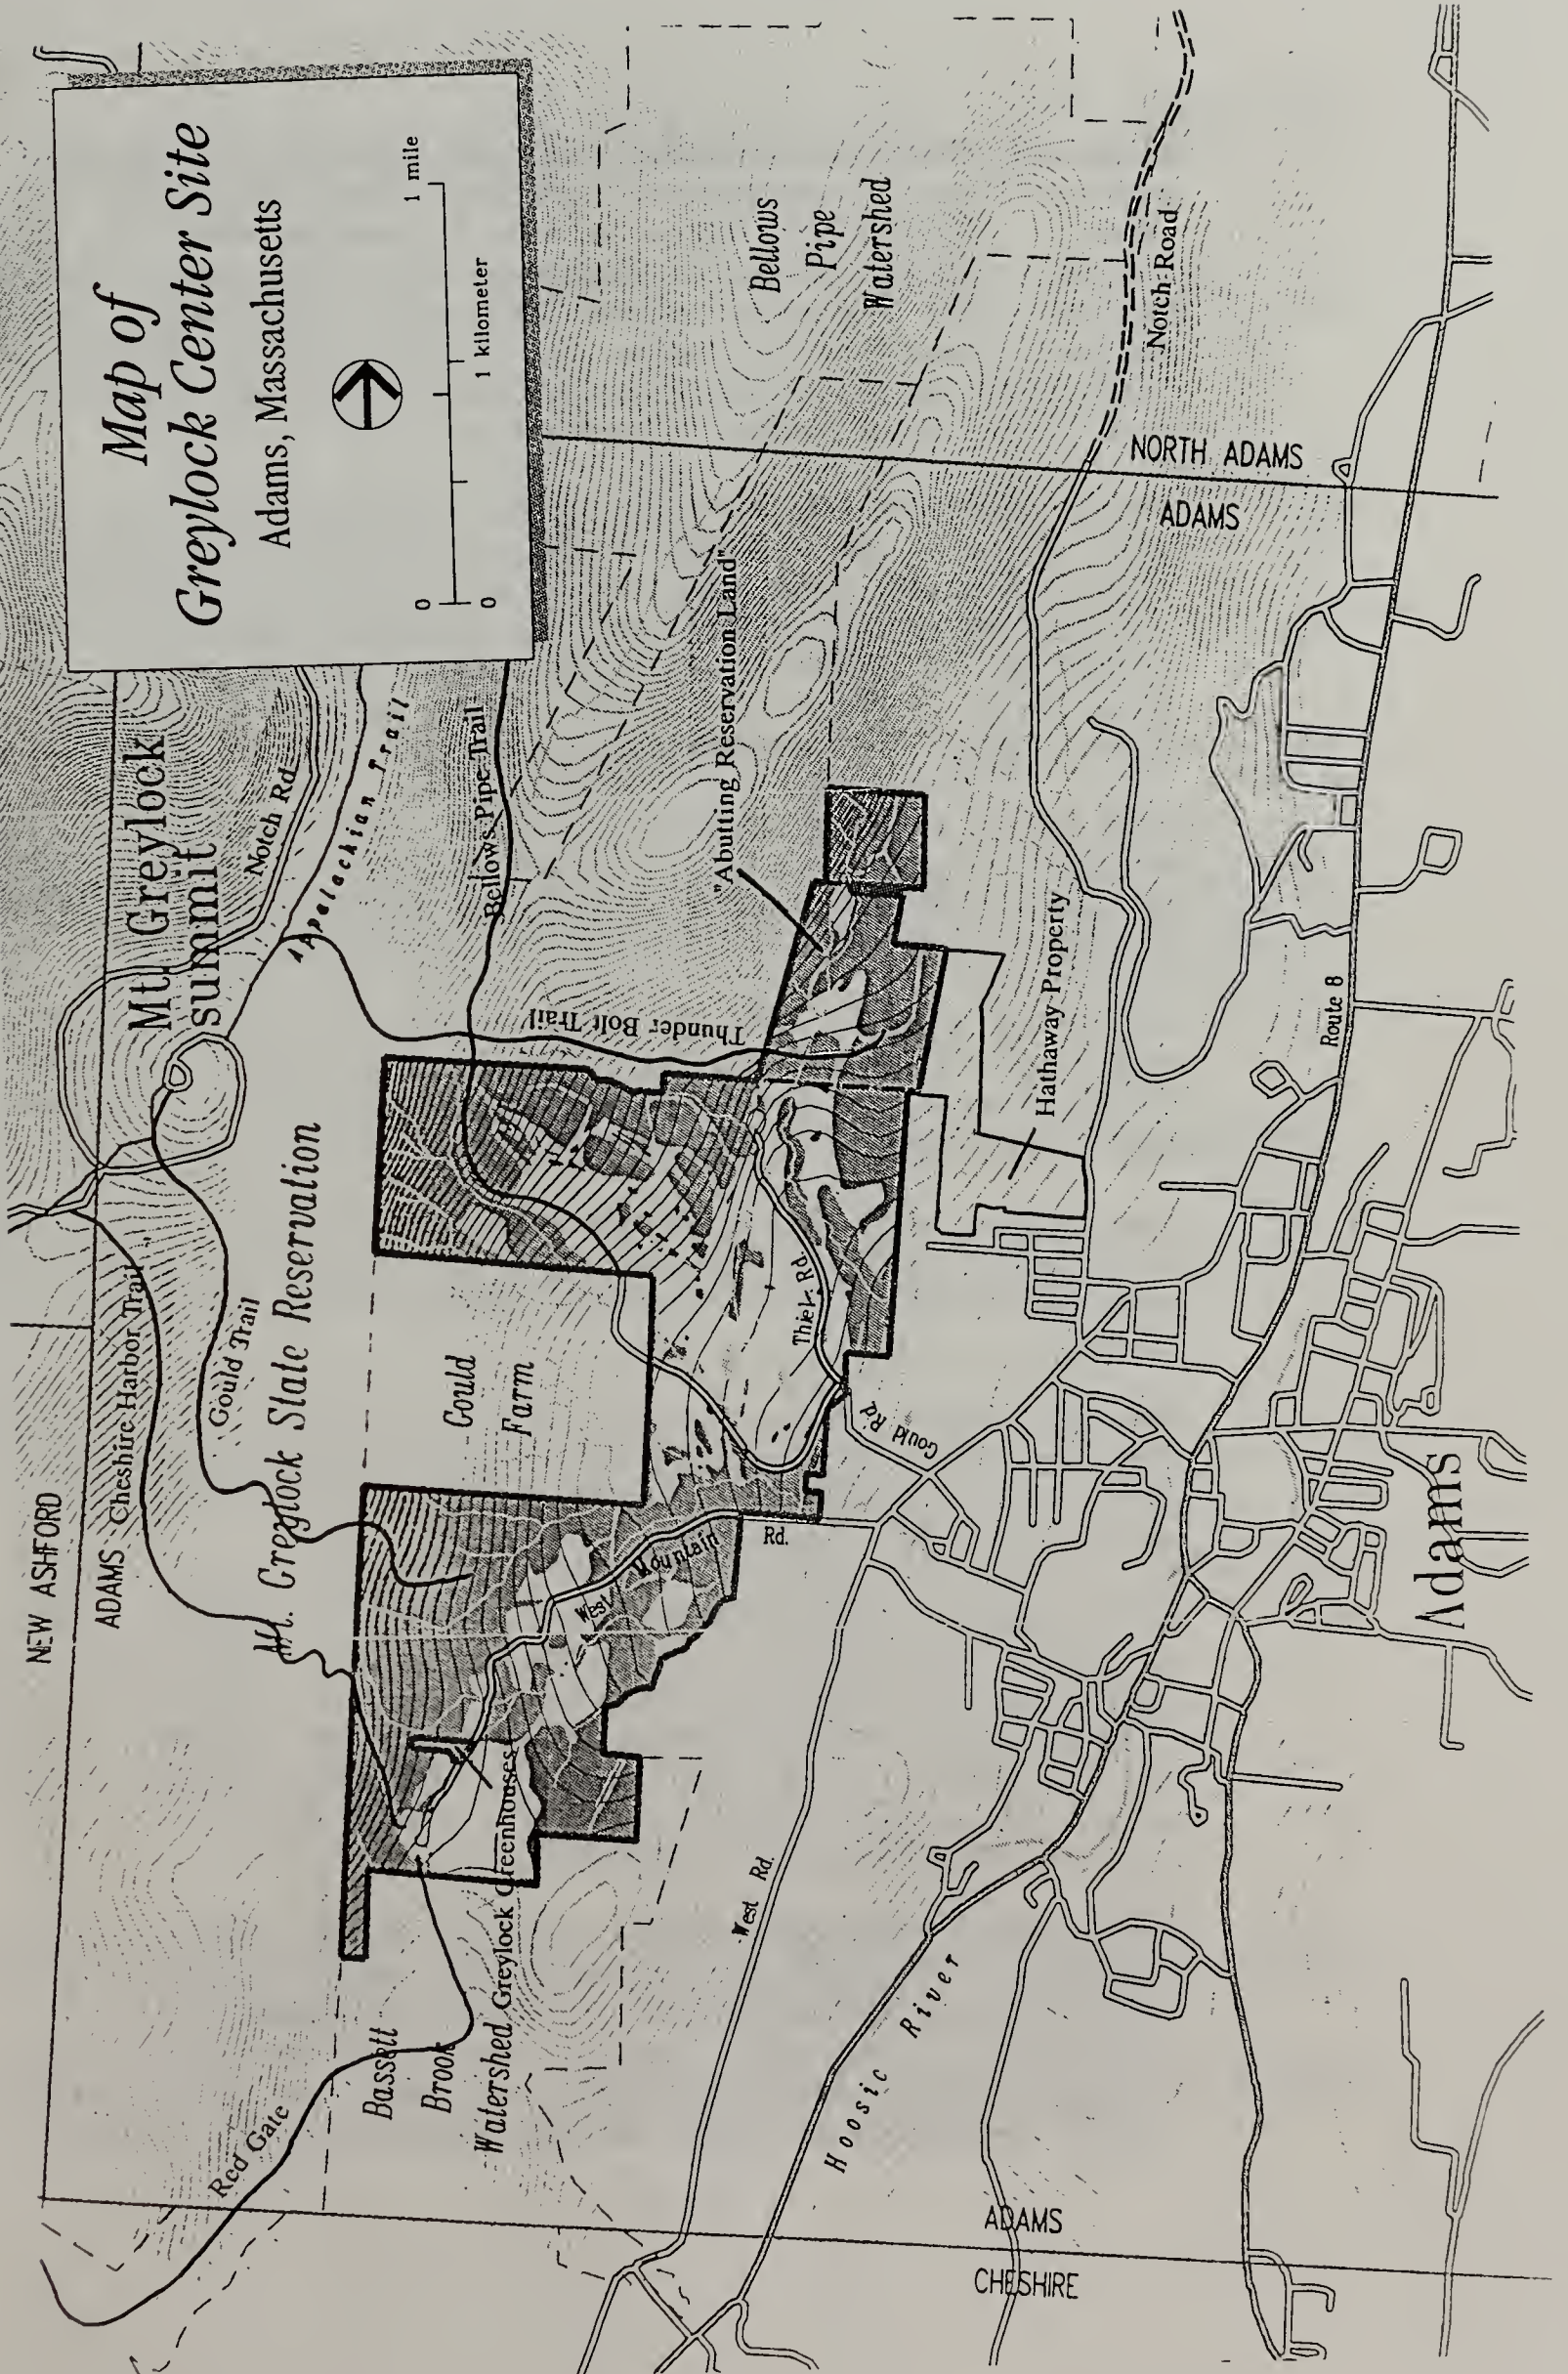 Map of
Greylock Center Site
Adams, Massachusetts
0
1 mile
0
1 kilometer
NEW ASHFORD
ADAMS
Mt. Greylock
summit
Notch Rd
Appalachian Trail
Bellows Pipe Trail
Thunder Bolt Trail
Cheshire Harbor Trail
Gould Trail
Mt. Greylock State Reservation
Gould
Farm
"Abutting Reservation Land"
Bellows
Pipe
Watershed
Notch Road
NORTH ADAMS
ADAMS
Hathaway Property
Route 8
Thiel Rd
Gould Rd
West
Mountain
Rd.
Greylock Greenhouses
Bassett
Brook
Watershed
Red Gate
West Rd.
Hoosic River
Adams
ADAMS
CHESHIRE